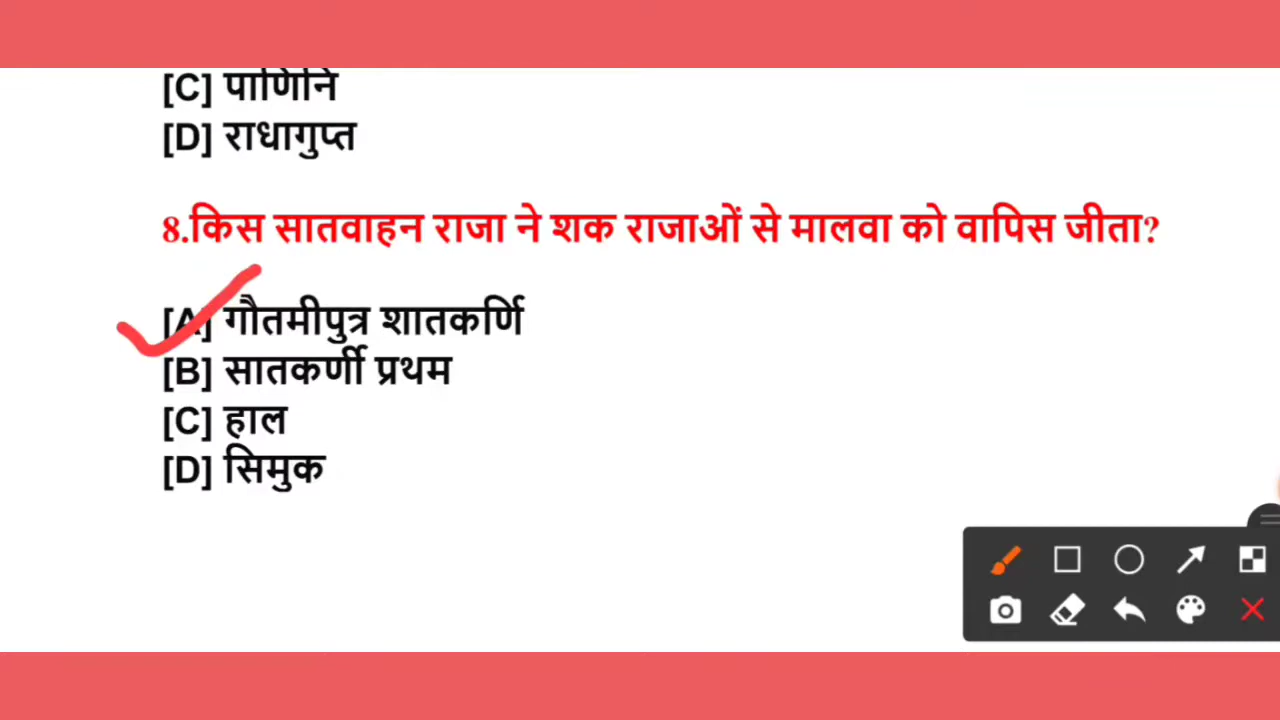 [C] पाणिनि
[D] राधागुप्त
8.किस सातवाहन राजा ने शक राजाओं से मालवा को वापिस जीता?
[A] गौतमीपुत्र शातकर्णि
[B] सातकर्णी प्रथम
[C] हाल
[D] सिमुक